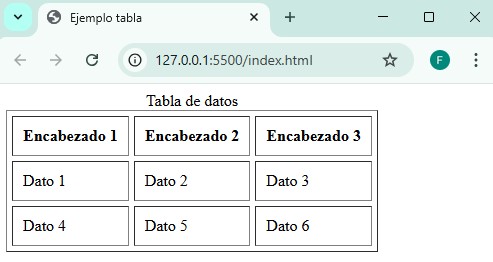 Ejemplo tabla
127.0.0.1:5500/index.html
F
Tabla de datos
Encabezado 1 Encabezado 2 Encabezado 3
Dato 1 Dato 2 Dato 3
Dato 4 Dato 5 Dato 6